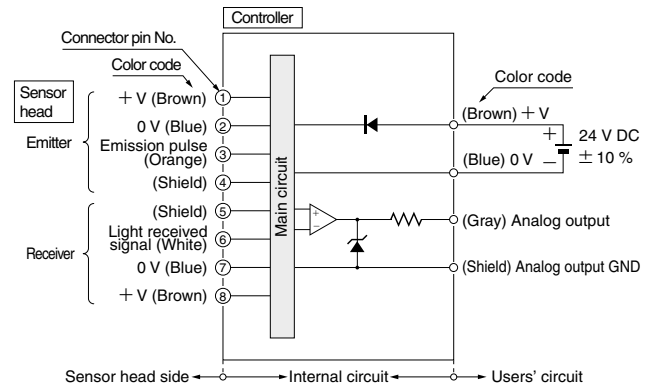 Controller
Connector pin No.
Color code
Sensor
head
Emitter
+ V (Brown) 1
0 V (Blue) 2
Emission pulse
(Orange) 3
(Shield) 4
Receiver
(Shield) 5
Light received
signal (White) 6
0 V (Blue) 7
+ V (Brown) 8
Main circuit
+
−
Color code
(Brown) + V
(Blue) 0 V
+
−
24 V DC
± 10 %
(Gray) Analog output
(Shield) Analog output GND
Sensor head side
Internal circuit
Users' circuit